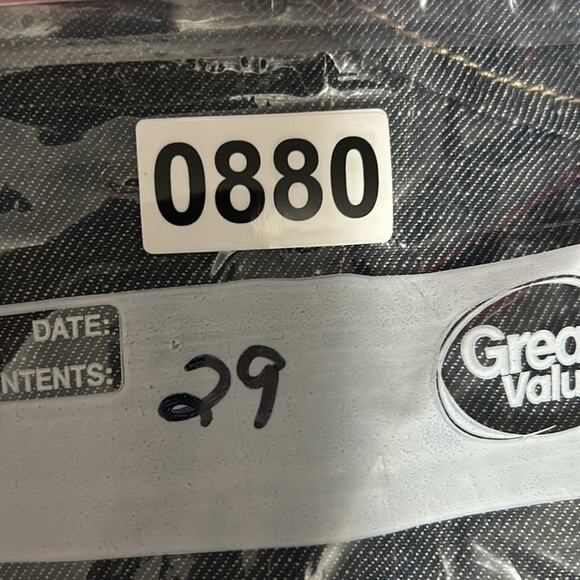 0880
DATE:
NTENTS:
29
Grea
Valu